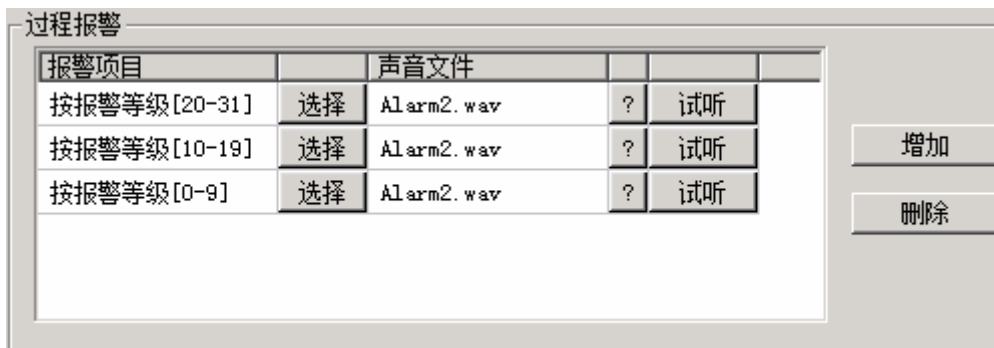 过程报警
报警项目 声音文件
按报警等级[20-31] 选择 Alarm2.wav ? 试听
按报警等级[10-19] 选择 Alarm2.wav ? 试听
增加
按报警等级[0-9] 选择 Alarm2.wav ? 试听
删除